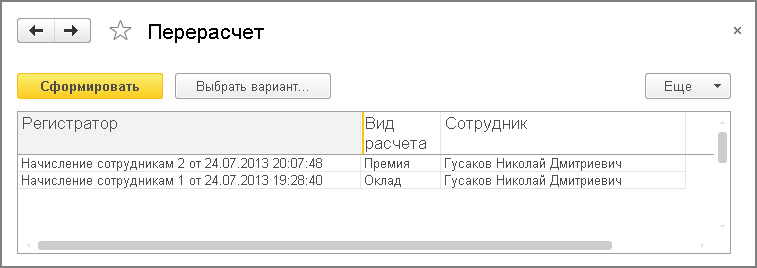 Перерасчет
Сформировать
Выбрать вариант...
Еще
Регистратор
Вид расчета
Сотрудник
Начисление сотрудникам 2 от 24.07.2013 20:07:48 Премия Гусаков Николай Дмитриевич
Начисление сотрудникам 1 от 24.07.2013 19:28:40 Оклад Гусаков Николай Дмитриевич